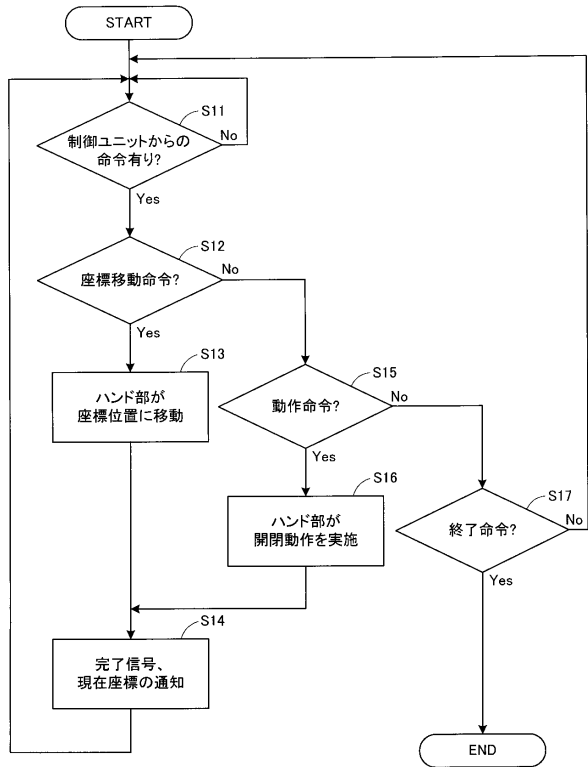 START
S11
制御ユニットからの
命令有り?
No
Yes
S12
座標移動命令?
No
Yes
S13
ハンド部が
座標位置に移動
S15
動作命令?
No
Yes
S16
ハンド部が
開閉動作を実施
S17
終了命令?
No
Yes
S14
完了信号、
現在座標の通知
END